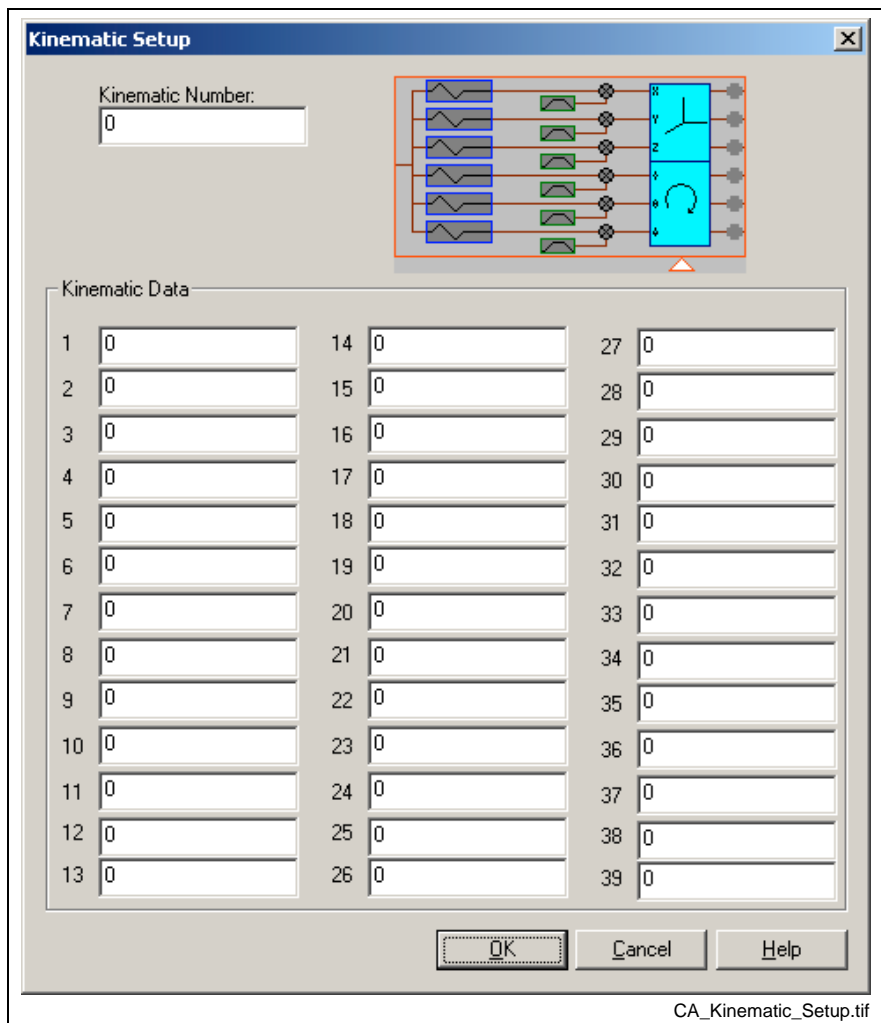 Kinematic Setup
Kinematic Number:
0
X
Y
Z
Kinematic Data
1 0 14 0 27 0
2 0 15 0 28 0
3 0 16 0 29 0
4 0 17 0 30 0
5 0 18 0 31 0
6 0 19 0 32 0
7 0 20 0 33 0
8 0 21 0 34 0
9 0 22 0 35 0
10 0 23 0 36 0
11 0 24 0 37 0
12 0 25 0 38 0
13 0 26 0 39 0
OK Cancel Help
CA_Kinematic_Setup.tif